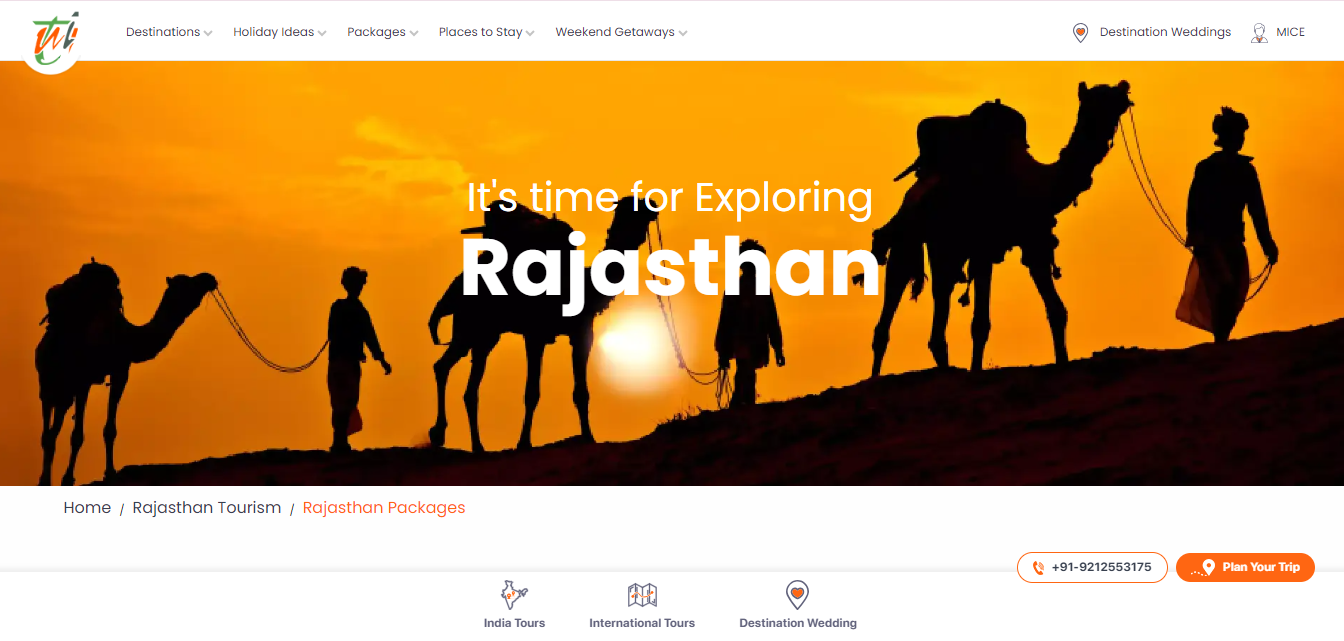 twi
Destinations Holiday Ideas Packages Places to Stay Weekend Getaways Destination Weddings MICE
It's time for Exploring
Rajasthan
Home / Rajasthan Tourism / Rajasthan Packages
+91-9212553175 Plan Your Trip
India Tours International Tours Destination Wedding